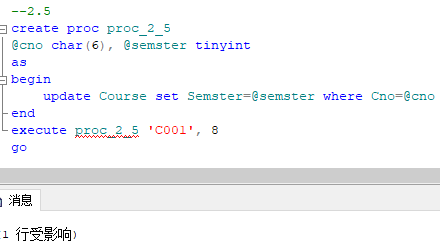 --2.5
create proc proc_2_5
@cno char(6), @semster tinyint
as
begin
update Course set Semster=@semster where Cno=@cno
end
execute proc_2_5 'C001', 8
go
消息
1 行受影响)